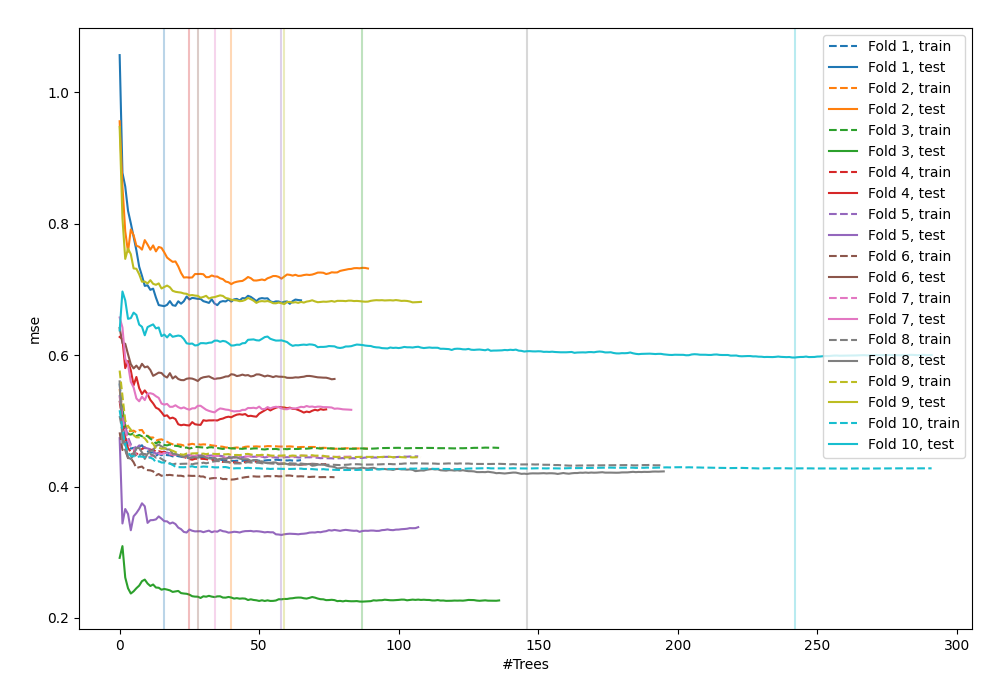 mse
1.0
0.8
0.6
0.4
0.2
0
50
100
150
200
250
300
#Trees
Fold 1, train
Fold 1, test
Fold 2, train
Fold 2, test
Fold 3, train
Fold 3, test
Fold 4, train
Fold 4, test
Fold 5, train
Fold 5, test
Fold 6, train
Fold 6, test
Fold 7, train
Fold 7, test
Fold 8, train
Fold 8, test
Fold 9, train
Fold 9, test
Fold 10, train
Fold 10, test